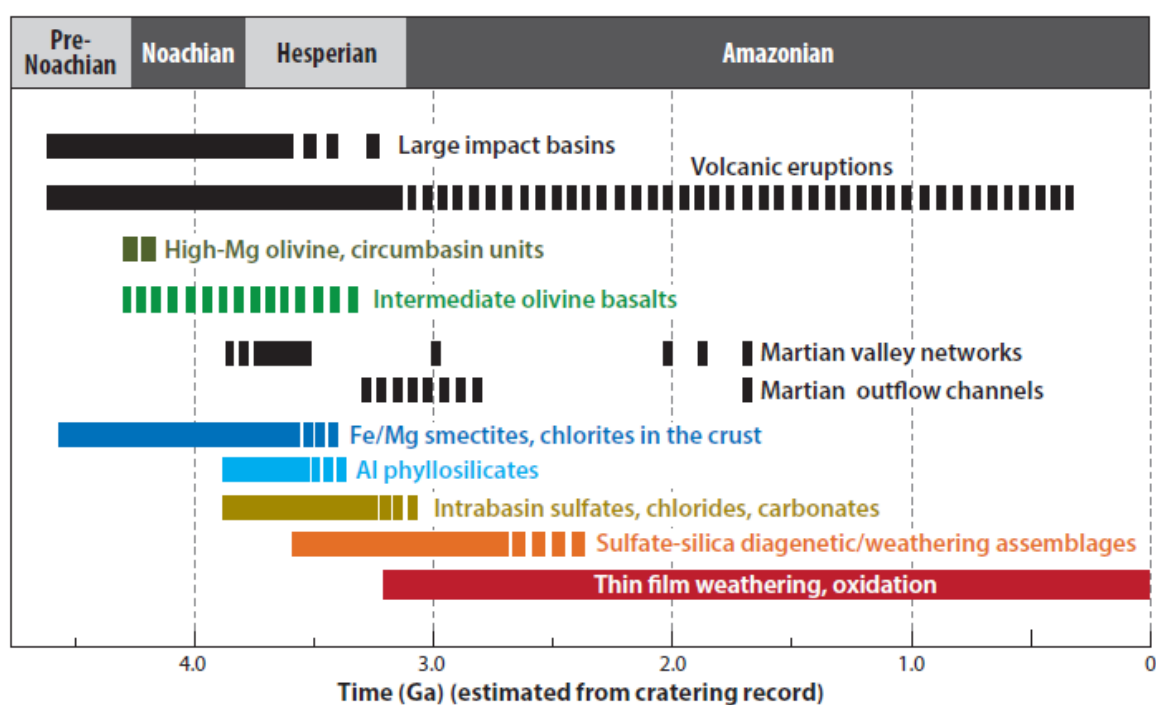 Pre-
Noachian
Noachian
Hesperian
Amazonian
Large impact basins
Volcanic eruptions
High-Mg olivine, circumbasin units
Intermediate olivine basalts
Martian valley networks
Martian outflow channels
Fe/Mg smectites, chlorites in the crust
Al phyllosilicates
Intrabasin sulfates, chlorides, carbonates
Sulfate-silica diagenetic/weathering assemblages
Thin film weathering, oxidation
4.0 3.0 2.0 1.0 0
Time (Ga) (estimated from cratering record)